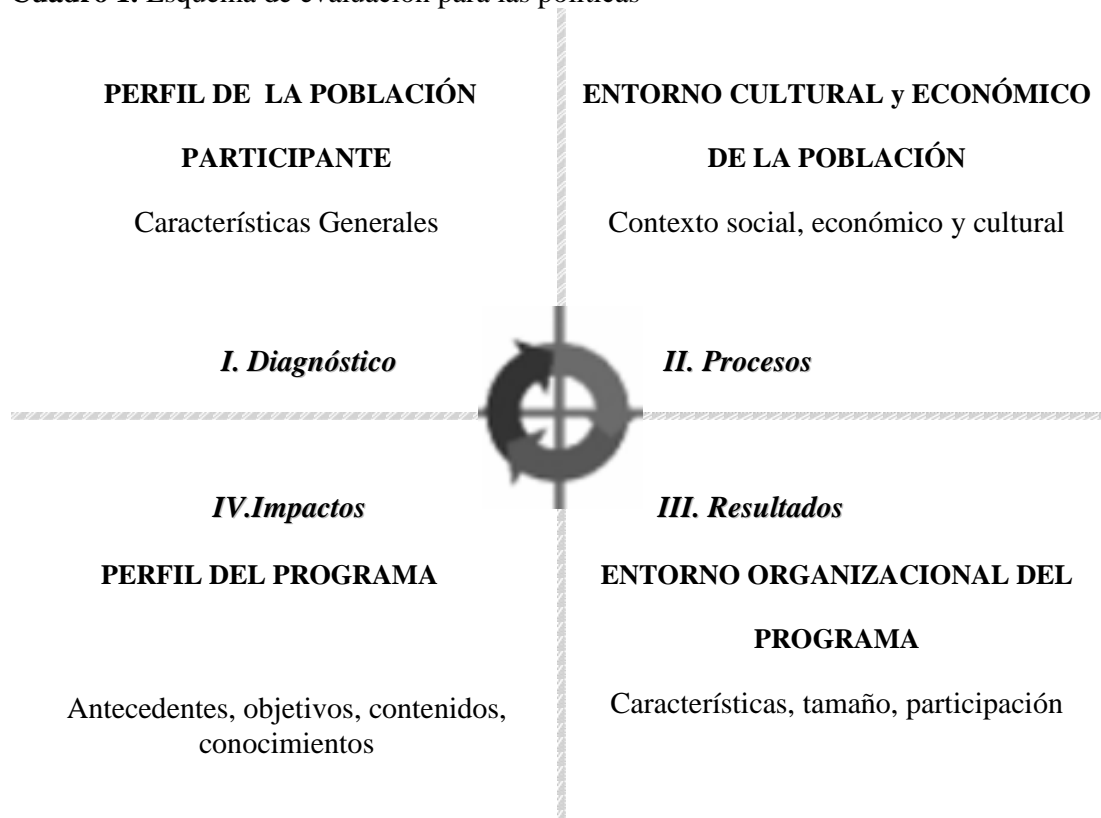 Cuadro 1. Esquema de evaluación para las políticas
PERFIL DE LA POBLACIÓN
PARTICIPANTE
Características Generales
I. Diagnóstico
ENTORNO CULTURAL y ECONÓMICO
DE LA POBLACIÓN
Contexto social, económico y cultural
II. Procesos
IV.Impactos
PERFIL DEL PROGRAMA
Antecedentes, objetivos, contenidos,
conocimientos
III. Resultados
ENTORNO ORGANIZACIONAL DEL
PROGRAMA
Características, tamaño, participación